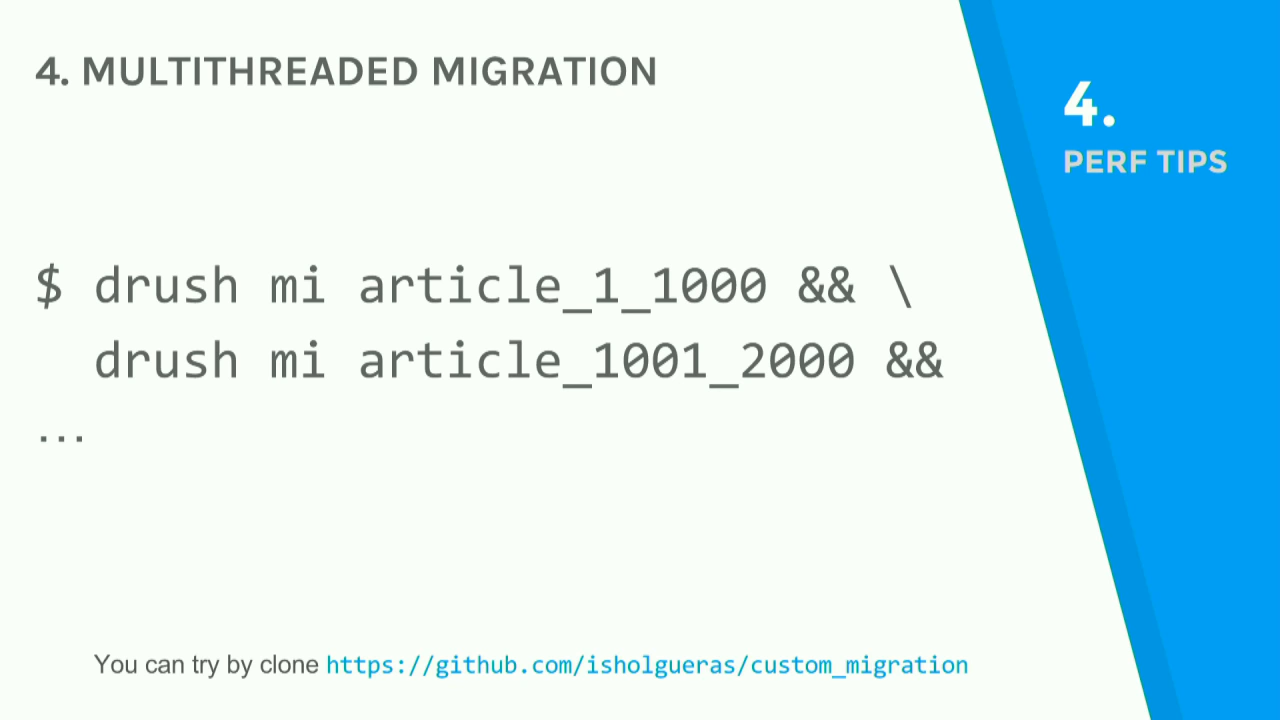 4. MULTITHREADED MIGRATION
4.
PERF TIPS
$ drush mi article_1_1000 && \
drush mi article_1001_2000 &&
...
You can try by clone https://github.com/isholgueras/custom_migration